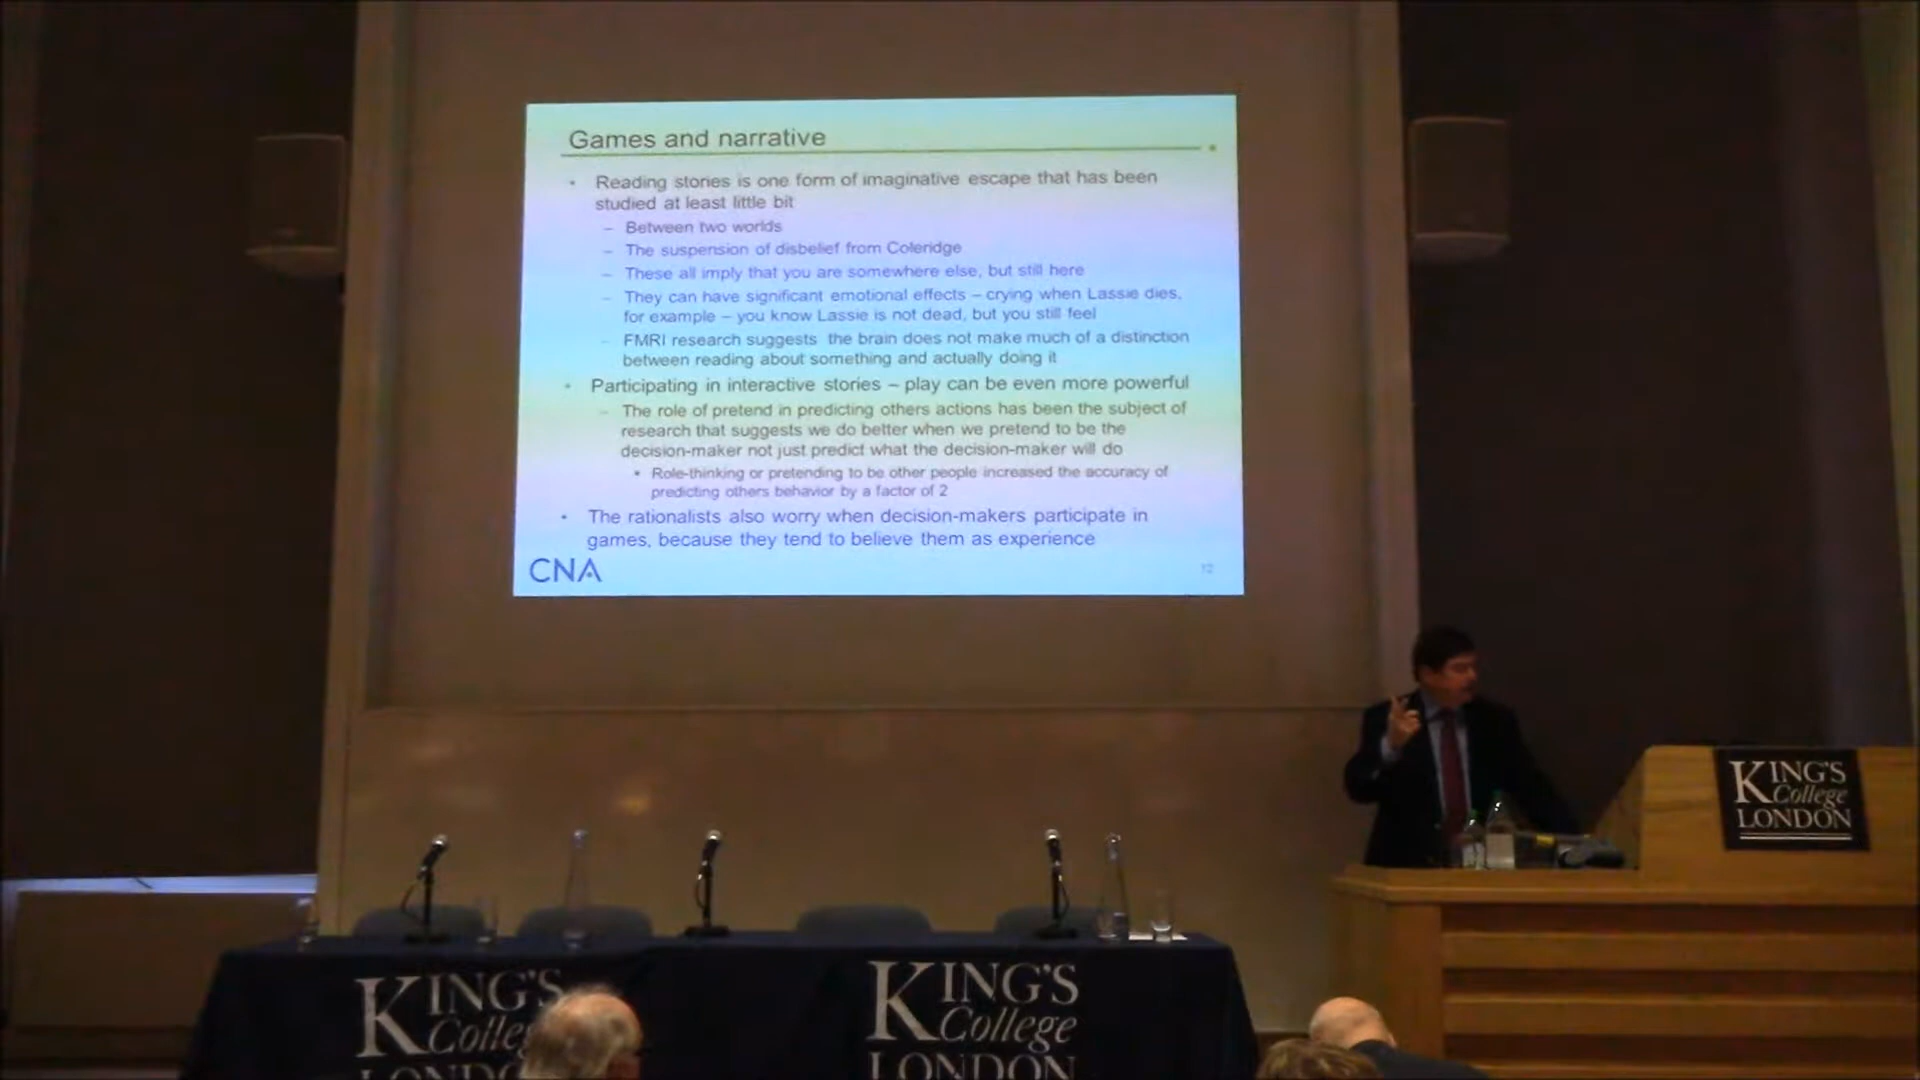 Games and narrative
• Reading stories is one form of imaginative escape that has been
studied at least little bit
– Between two worlds
– The suspension of disbelief from Coleridge
– These all imply that you are somewhere else, but still here
– They can have significant emotional effects – crying when Lassie dies,
for example – you know Lassie is not dead, but you still feel
– FMRI research suggests the brain does not make much of a distinction
between reading about something and actually doing it
• Participating in interactive stories – play can be even more powerful
– The role of pretend in predicting others actions has been the subject of
research that suggests we do better when we pretend to be the
decision-maker not just predict what the decision-maker will do
• Role-thinking or pretending to be other people increased the accuracy of
predicting others behavior by a factor of 2
• The rationalists also worry when decision-makers participate in
games, because they tend to believe them as experience
CNA
12
KING'S
College
LONDON
KING'S
Colleg
LONDO
KING'S
College
LONDON